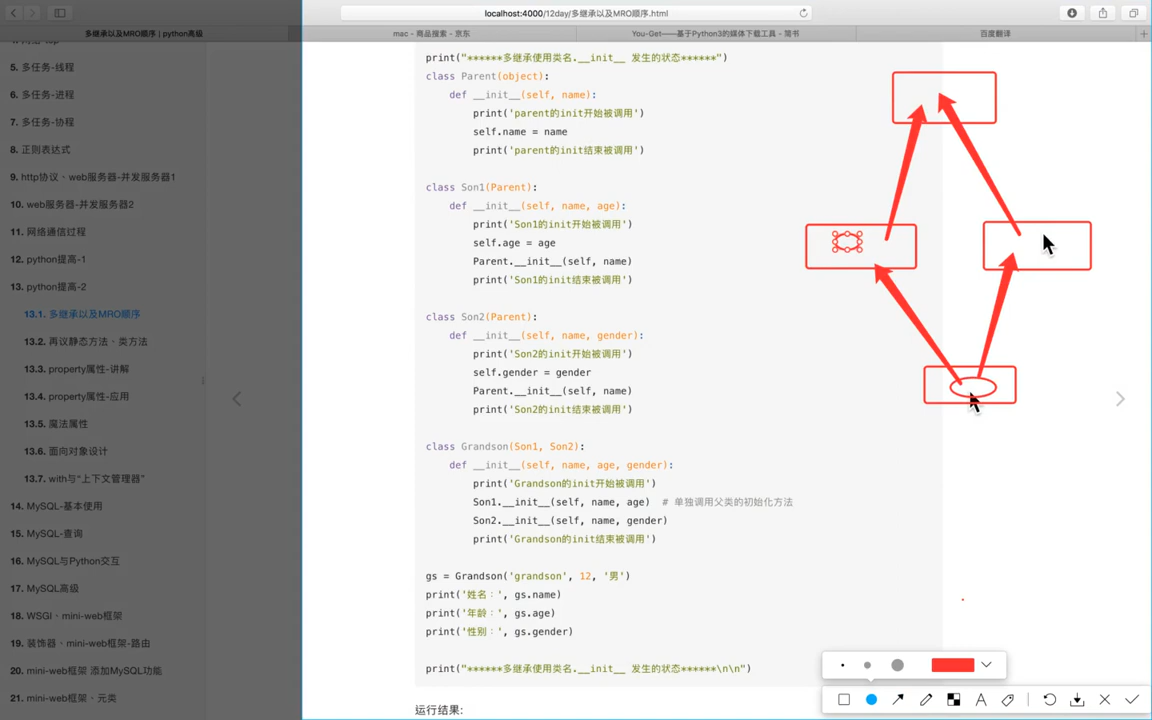 localhost:4000/12day/多继承以及MRO顺序.html
多继承以及MRO顺序 | python高级
mac - 商品搜索 - 京东
You-Get——基于Python3的媒体下载工具 - 简书
百度翻译
5. 多任务-线程
6. 多任务-进程
7. 多任务-协程
8. 正则表达式
9. http协议、web服务器-并发服务器1
10. web服务器-并发服务器2
11. 网络通信过程
12. python提高-1
13. python提高-2
13.1. 多继承以及MRO顺序
13.2. 再议静态方法、类方法
13.3. property属性-讲解
13.4. property属性-应用
13.5. 魔法属性
13.6. 面向对象设计
13.7. with与“上下文管理器”
14. MySQL-基本使用
15. MySQL-查询
16. MySQL与Python交互
17. MySQL高级
18. WSGI、mini-web框架
19. 装饰器、mini-web框架-路由
20. mini-web框架 添加MySQL功能
21. mini-web框架、元类
print("******多继承使用类名.__init__ 发生的状态******")
class Parent(object):
    def __init__(self, name):
        print('parent的init开始被调用')
        self.name = name
        print('parent的init结束被调用')
class Son1(Parent):
    def __init__(self, name, age):
        print('Son1的init开始被调用')
        self.age = age
        Parent.__init__(self, name)
        print('Son1的init结束被调用')
class Son2(Parent):
    def __init__(self, name, gender):
        print('Son2的init开始被调用')
        self.gender = gender
        Parent.__init__(self, name)
        print('Son2的init结束被调用')
class Grandson(Son1, Son2):
    def __init__(self, name, age, gender):
        print('Grandson的init开始被调用')
        Son1.__init__(self, name, age)  # 单独调用父类的初始化方法
        Son2.__init__(self, name, gender)
        print('Grandson的init结束被调用')
gs = Grandson('grandson', 12, '男')
print('姓名：', gs.name)
print('年龄：', gs.age)
print('性别：', gs.gender)
print("******多继承使用类名.__init__ 发生的状态******\n\n")
运行结果:
A